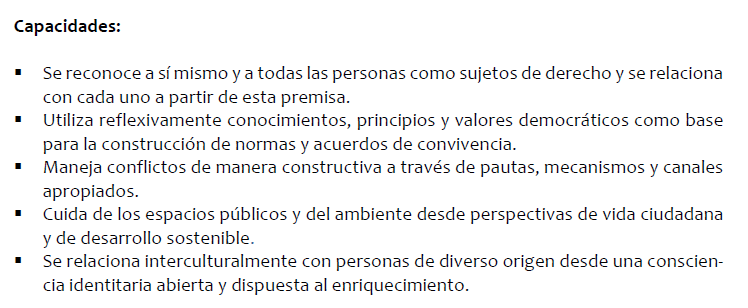 Capacidades:
▪ Se reconoce a sí mismo y a todas las personas como sujetos de derecho y se relaciona
con cada uno a partir de esta premisa.
▪ Utiliza reflexivamente conocimientos, principios y valores democráticos como base
para la construcción de normas y acuerdos de convivencia.
▪ Maneja conflictos de manera constructiva a través de pautas, mecanismos y canales
apropiados.
▪ Cuida de los espacios públicos y del ambiente desde perspectivas de vida ciudadana
y de desarrollo sostenible.
▪ Se relaciona interculturalmente con personas de diverso origen desde una conscien-
cia identitaria abierta y dispuesta al enriquecimiento.